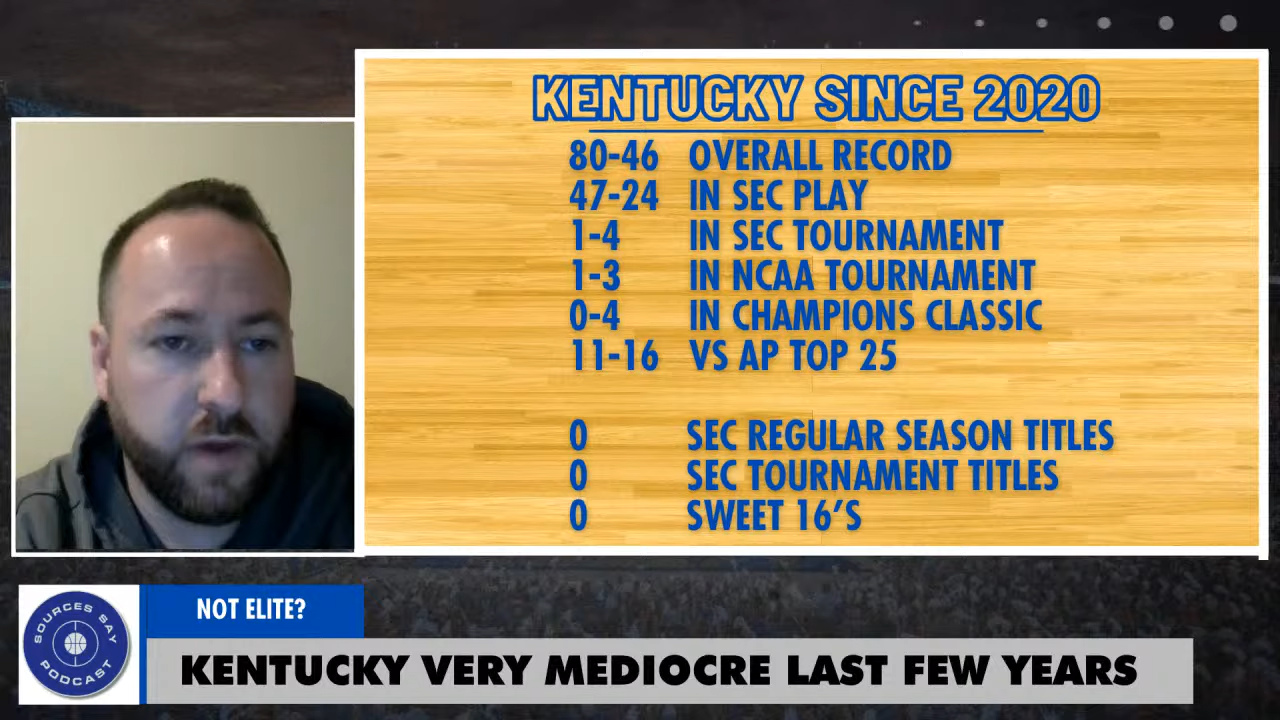 KENTUCKY SINCE 2020
80-46 OVERALL RECORD
47-24 IN SEC PLAY
1-4 IN SEC TOURNAMENT
1-3 IN NCAA TOURNAMENT
0-4 IN CHAMPIONS CLASSIC
11-16 VS AP TOP 25
0 SEC REGULAR SEASON TITLES
0 SEC TOURNAMENT TITLES
0 SWEET 16'S
NOT ELITE?
SOURCES SAY
PODCAST
KENTUCKY VERY MEDIOCRE LAST FEW YEARS